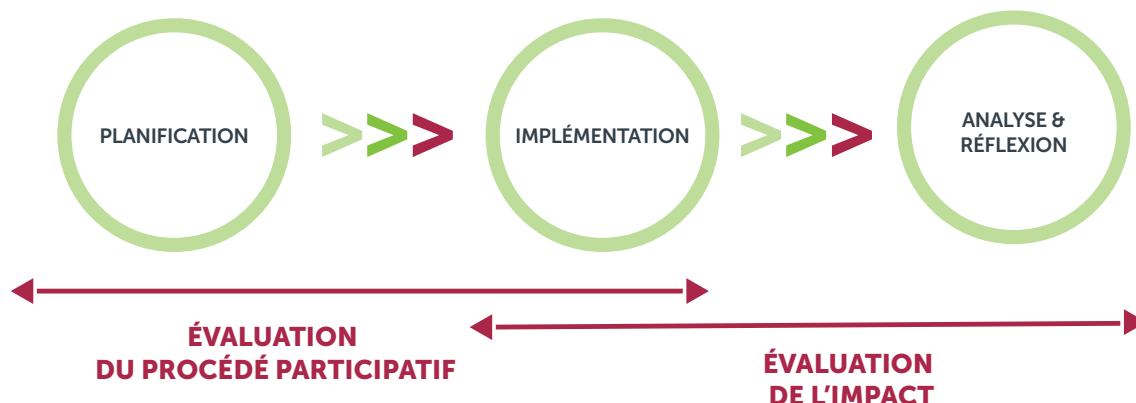 PLANIFICATION
>>>
IMPLÉMENTATION
>>>
ANALYSE &
RÉFLEXION
ÉVALUATION
DU PROCÉDÉ PARTICIPATIF
ÉVALUATION
DE L'IMPACT